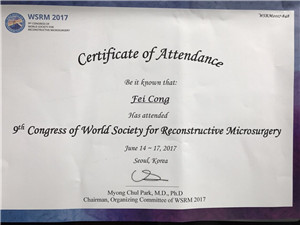 WSRM 2017
9TH CONGRESS OF
WORLD SOCIETY FOR
RECONSTRUCTIVE MICROSURGERY
WSRM2017-848
Certificate of Attendance
Be it known that:
Fei Cong
Has attended
9th Congress of World Society for Reconstructive Microsurgery
June 14 ~ 17, 2017
Seoul, Korea
Myong Chul Park, M.D., Ph.D
Chairman, Organizing Committee of WSRM 2017